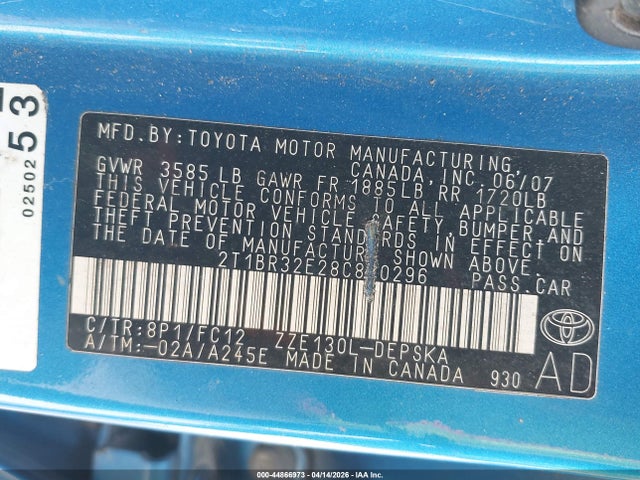 53
02502
MFD. BY: TOYOTA MOTOR MANUFACTURING,
CANADA, INC. 06/07
GVWR 3585 LB GAWR FR 1885LB RR 1720LB
THIS VEHICLE CONFORMS TO ALL APPLICABLE
FEDERAL MOTOR VEHICLE SAFETY, BUMPER AND
THEFT PREVENTION STANDARDS IN EFFECT ON
THE DATE OF MANUFACTURE SHOWN ABOVE.
PASS.CAR
C/TR:8P1/FC12 ZZE130L-DEPSKA
A/TM:-02A/A245E MADE IN CANADA 930
AD
000-44866973 - 04/14/2026 - IAA Inc.